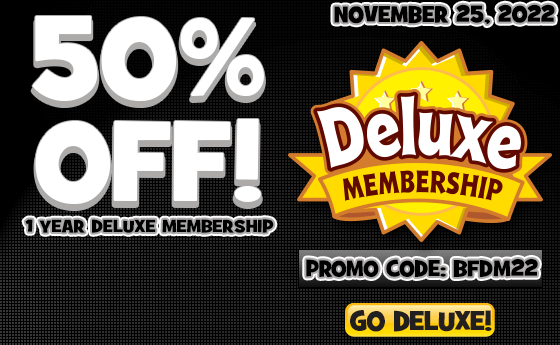 50%
OFF!
1 YEAR DELUXE MEMBERSHIP
NOVEMBER 25, 2022
Deluxe
MEMBERSHIP
PROMO CODE: BFDM22
GO DELUXE!